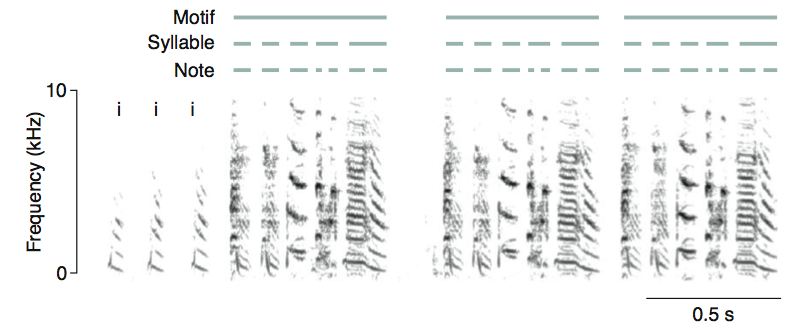 Motif
Syllable
Note
10
i i i
Frequency (kHz)
0
0.5 s